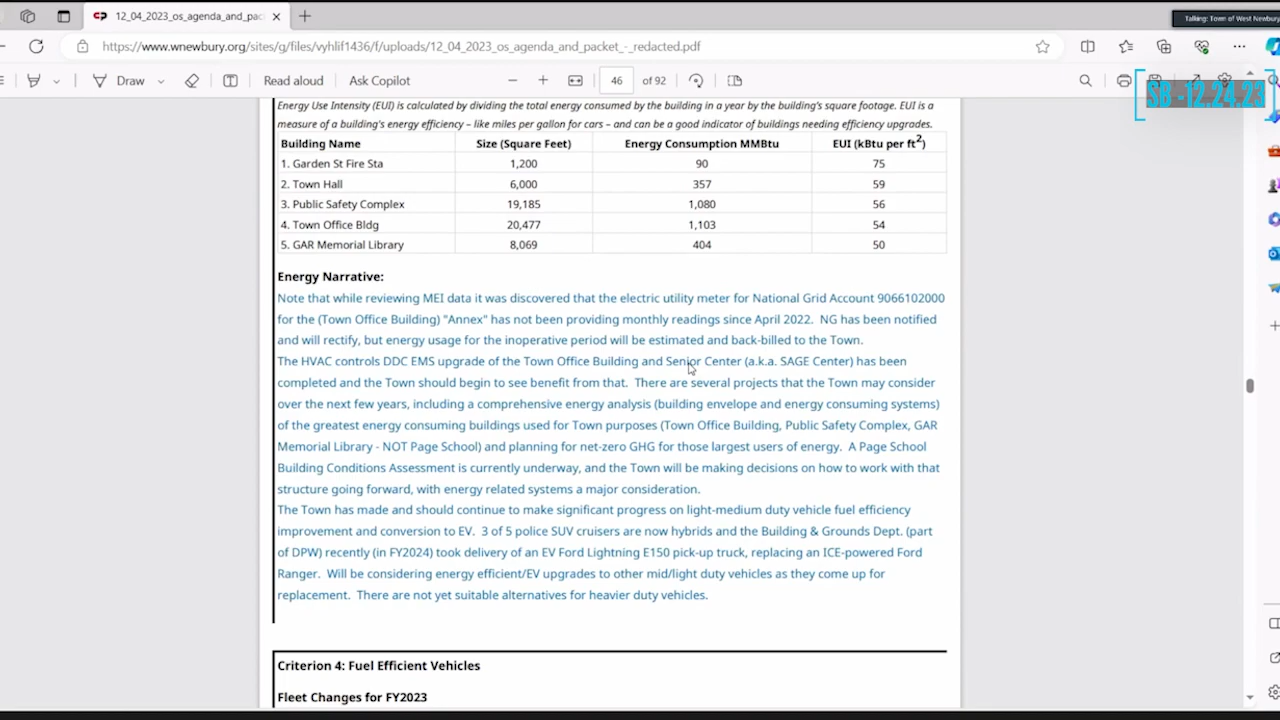 12_04_2023_os_agenda_and_pac
Talking: Town of West Newbury
https://www.wnewbury.org/sites/g/files/vyhlif1436/f/uploads/12_04_2023_os_agenda_and_packet_-_redacted.pdf
Draw
Read aloud
Ask Copilot
46 of 92
SB -12.24.23
Energy Use Intensity (EUI) is calculated by dividing the total energy consumed by the building in a year by the building's square footage. EUI is a
measure of a building's energy efficiency – like miles per gallon for cars – and can be a good indicator of buildings needing efficiency upgrades.
Building Name Size (Square Feet) Energy Consumption MMBtu EUI (kBtu per ft2)
1. Garden St Fire Sta 1,200 90 75
2. Town Hall 6,000 357 59
3. Public Safety Complex 19,185 1,080 56
4. Town Office Bldg 20,477 1,103 54
5. GAR Memorial Library 8,069 404 50
Energy Narrative:
Note that while reviewing MEI data it was discovered that the electric utility meter for National Grid Account 9066102000
for the (Town Office Building) "Annex" has not been providing monthly readings since April 2022. NG has been notified
and will rectify, but energy usage for the inoperative period will be estimated and back-billed to the Town.
The HVAC controls DDC EMS upgrade of the Town Office Building and Senior Center (a.k.a. SAGE Center) has been
completed and the Town should begin to see benefit from that. There are several projects that the Town may consider
over the next few years, including a comprehensive energy analysis (building envelope and energy consuming systems)
of the greatest energy consuming buildings used for Town purposes (Town Office Building, Public Safety Complex, GAR
Memorial Library - NOT Page School) and planning for net-zero GHG for those largest users of energy. A Page School
Building Conditions Assessment is currently underway, and the Town will be making decisions on how to work with that
structure going forward, with energy related systems a major consideration.
The Town has made and should continue to make significant progress on light-medium duty vehicle fuel efficiency
improvement and conversion to EV. 3 of 5 police SUV cruisers are now hybrids and the Building & Grounds Dept. (part
of DPW) recently (in FY2024) took delivery of an EV Ford Lightning E150 pick-up truck, replacing an ICE-powered Ford
Ranger. Will be considering energy efficient/EV upgrades to other mid/light duty vehicles as they come up for
replacement. There are not yet suitable alternatives for heavier duty vehicles.
Criterion 4: Fuel Efficient Vehicles
Fleet Changes for FY2023